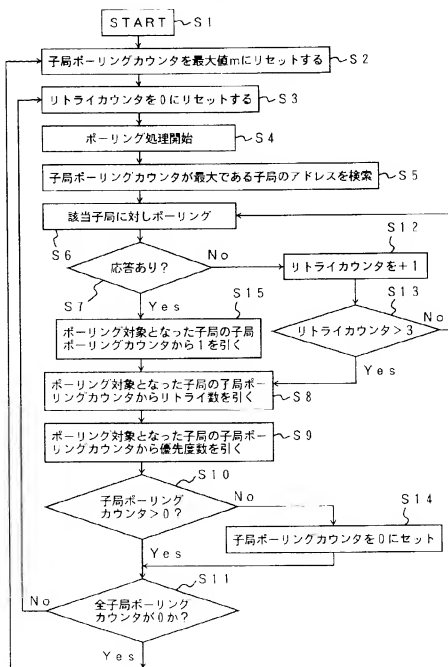 START
S1
子局ポーリングカウンタを最大値mにリセットする
S2
リトライカウンタを0にリセットする
S3
ポーリング処理開始
S4
子局ポーリングカウンタが最大である子局のアドレスを検索
S5
該当子局に対しポーリング
S6
応答あり？
S7
No
Yes
リトライカウンタを+1
S12
リトライカウンタ>3
S13
No
Yes
ポーリング対象となった子局の子局
ポーリングカウンタから1を引く
S15
ポーリング対象となった子局の子局ポー
リングカウンタからリトライ数を引く
S8
ポーリング対象となった子局の子局ポー
リングカウンタから優先度数を引く
S9
子局ポーリング
カウンタ>0？
S10
No
Yes
子局ポーリングカウンタを0にセット
S14
全子局ポーリング
カウンタが0か？
S11
No
Yes